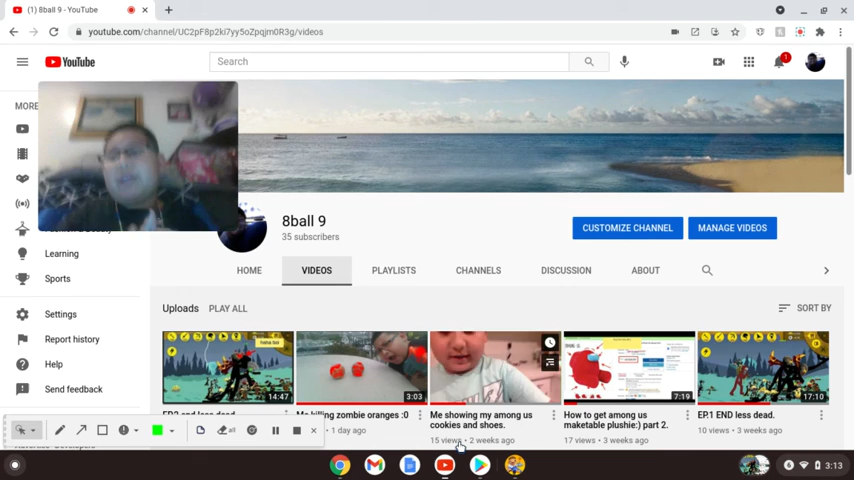 (1) 8ball 9 - YouTube
youtube.com/channel/UC2pF8p2ki7yy5oZpqjm0R3g/videos
YouTube
Search
1
MORE
8ball 9
35 subscribers
CUSTOMIZE CHANNEL
MANAGE VIDEOS
Learning
Sports
Settings
Report history
Help
Send feedback
HOME
VIDEOS
PLAYLISTS
CHANNELS
DISCUSSION
ABOUT
Uploads
PLAY ALL
SORT BY
14:47
3:03
7:19
17:10
Me killing zombie oranges :0
1 day ago
Me showing my among us
cookies and shoes.
15 views • 2 weeks ago
How to get among us
maketable plushie:) part 2.
17 views • 3 weeks ago
EP.1 END less dead.
10 views • 3 weeks ago
all
6
3:13